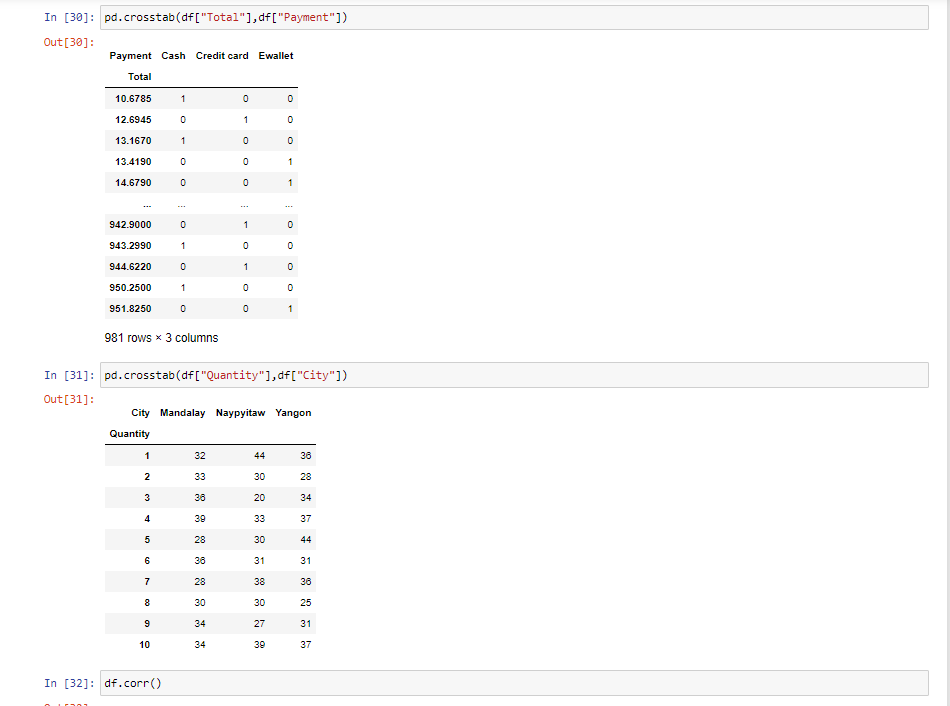 In [30]: pd.crosstab(df["Total"],df["Payment"])
Out[30]:
Payment Cash Credit card Ewallet
Total
10.6785 1 0 0
12.6945 0 1 0
13.1670 1 0 0
13.4190 0 0 1
14.6790 0 0 1
... ... ... ...
942.9000 0 1 0
943.2990 1 0 0
944.6220 0 1 0
950.2500 1 0 0
951.8250 0 0 1
981 rows × 3 columns
In [31]: pd.crosstab(df["Quantity"],df["City"])
Out[31]:
City Mandalay Naypyitaw Yangon
Quantity
1 32 44 36
2 33 30 28
3 36 20 34
4 39 33 37
5 28 30 44
6 36 31 31
7 28 38 36
8 30 30 25
9 34 27 31
10 34 39 37
In [32]: df.corr()